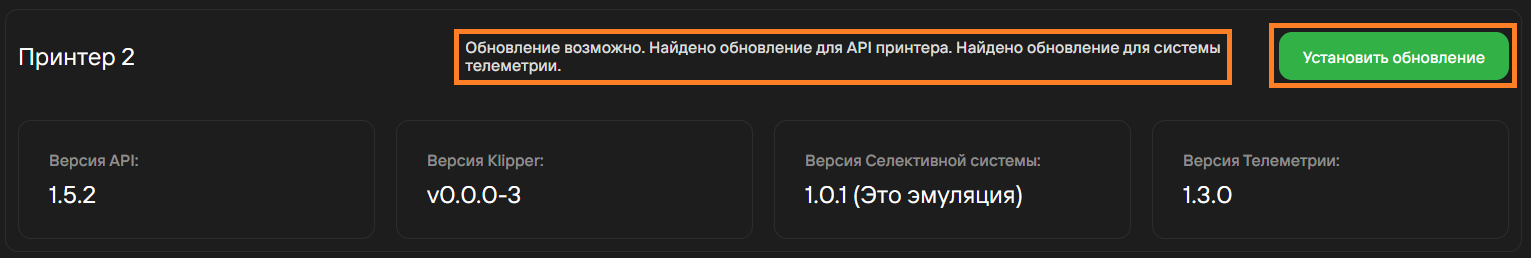 Принтер 2
Обновление возможно. Найдено обновление для API принтера. Найдено обновление для системы
телеметрии.
Установить обновление
Версия API:
1.5.2
Версия Klipper:
v0.0.0-3
Версия Селективной системы:
1.0.1 (Это эмуляция)
Версия Телеметрии:
1.3.0